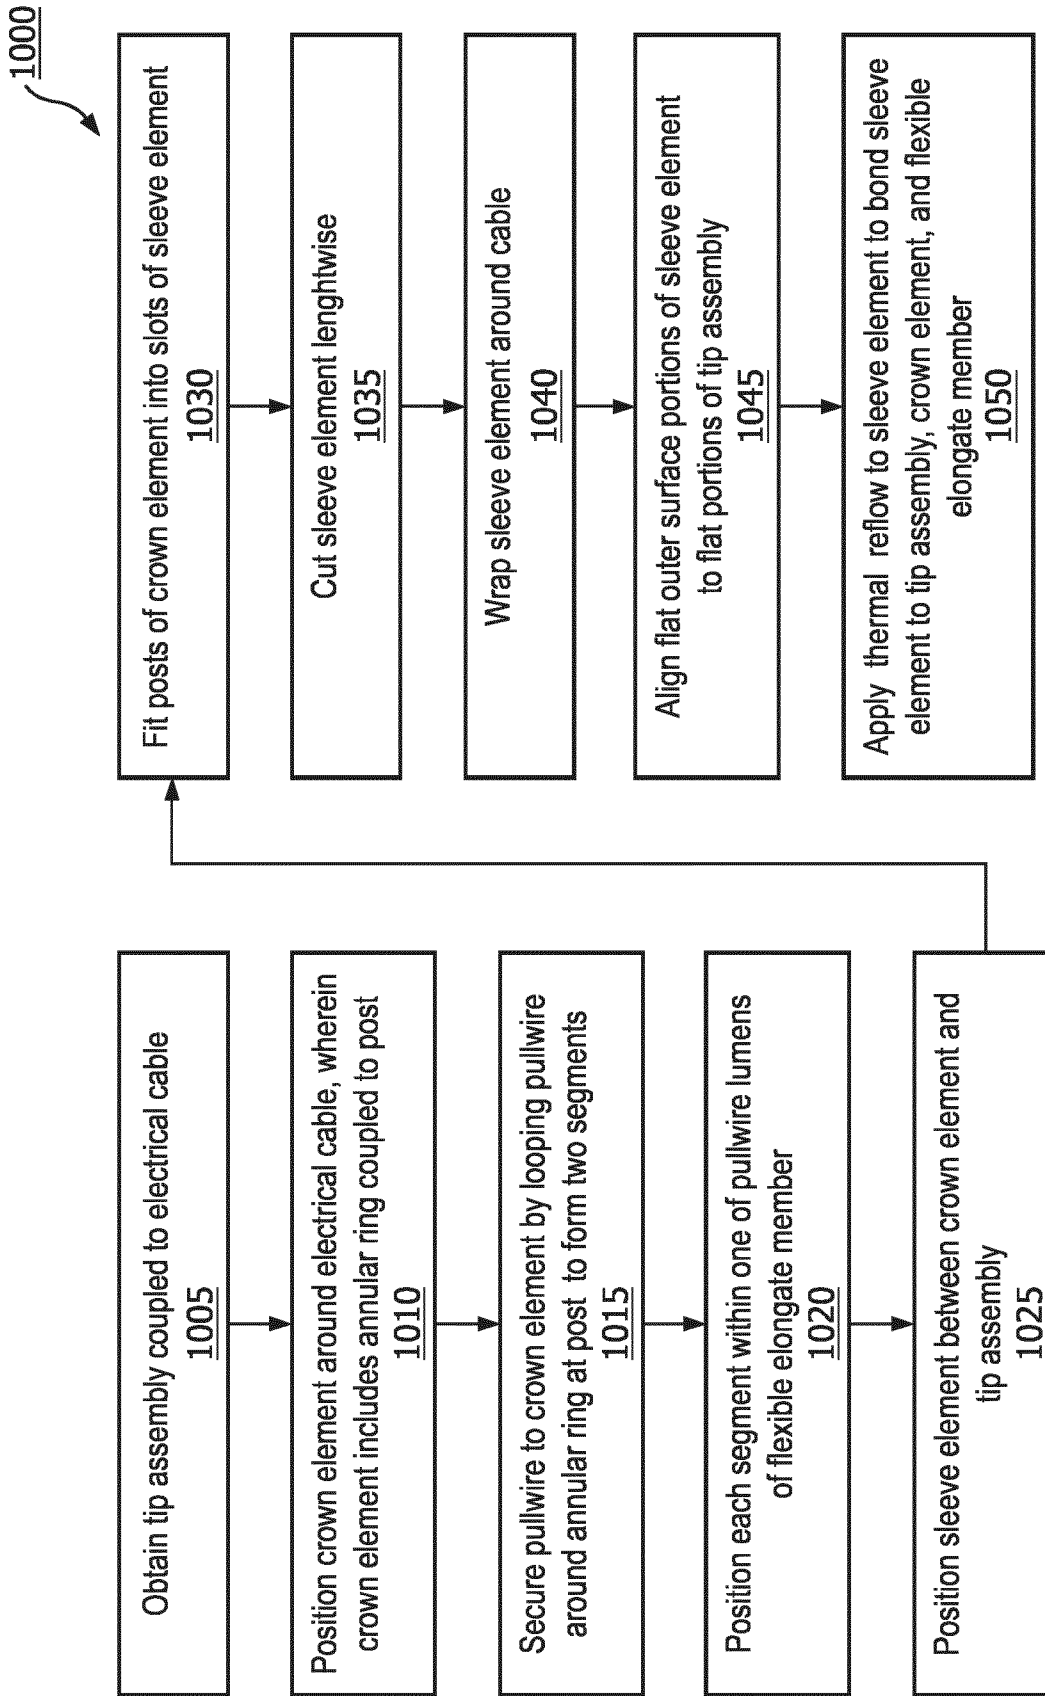 1000
Obtain tip assembly coupled to electrical cable
1005
Position crown element around electrical cable, wherein
crown element includes annular ring coupled to post
1010
Secure pullwire to crown element by looping pullwire
around annular ring at post to form two segments
1015
Position each segment within one of pullwire lumens
of flexible elongate member
1020
Position sleeve element between crown element and
tip assembly
1025
Fit posts of crown element into slots of sleeve element
1030
Cut sleeve element lenghtwise
1035
Wrap sleeve element around cable
1040
Align flat outer surface portions of sleeve element
to flat portions of tip assembly
1045
Apply thermal reflow to sleeve element to bond sleeve
element to tip assembly, crown element, and flexible
elongate member
1050